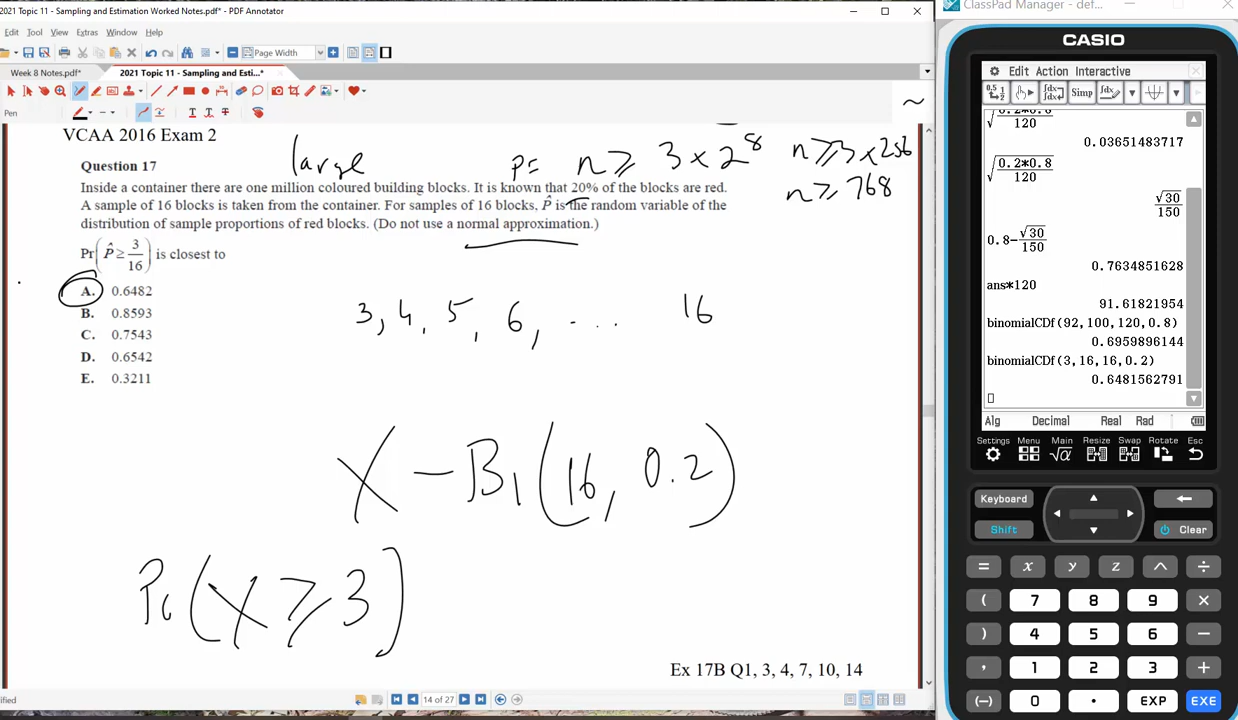 2021 Topic 11 - Sampling and Estimation Worked Notes.pdf* - PDF Annotator
ClassPad Manager - def...
Edit Tool View Extras Window Help
Page Width
Week 8 Notes.pdf*
2021 Topic 11 - Sampling and Esti...*
Pen
VCAA 2016 Exam 2
large
p= n ≥ 3 × 2^8
n ≥ 3 × 256
n ≥ 768
Question 17
Inside a container there are one million coloured building blocks. It is known that 20% of the blocks are red.
A sample of 16 blocks is taken from the container. For samples of 16 blocks, P̂ is the random variable of the
distribution of sample proportions of red blocks. (Do not use a normal approximation.)
Pr(P̂ ≥ 3/16) is closest to
A. 0.6482
B. 0.8593
C. 0.7543
D. 0.6542
E. 0.3211
3, 4, 5, 6, ... 16
X ~ Bi(16, 0.2)
Pr(X ≥ 3)
Ex 17B Q1, 3, 4, 7, 10, 14
ified
14 of 27
CASIO
Edit Action Interactive
Simp
√(0.2*0.8/120)
0.03651483717
√(0.2*0.8/120)
√30/150
0.8-√30/150
0.7634851628
ans*120
91.61821954
binomialCDf(92,100,120,0.8)
0.6959896144
binomialCDf(3,16,16,0.2)
0.6481562791
Alg Decimal Real Rad
Settings Menu Main Resize Swap Rotate Esc
Keyboard
Shift
Clear
= x y z ^ ÷
( 7 8 9 ×
) 4 5 6 −
, 1 2 3 +
(−) 0 . EXP EXE